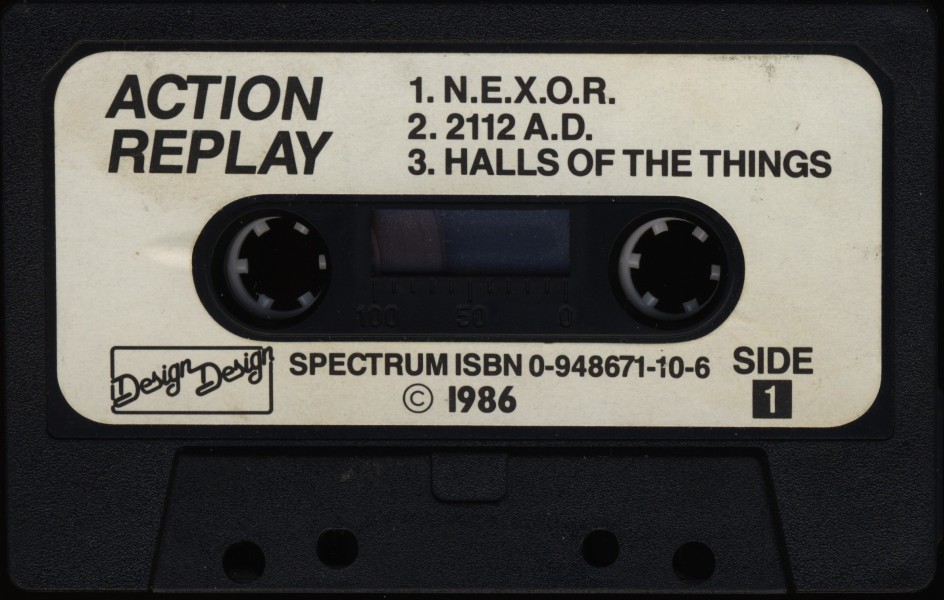 ACTION
REPLAY
1. N.E.X.O.R.
2. 2112 A.D.
3. HALLS OF THE THINGS
100 50 0
Design Design
SPECTRUM ISBN 0-948671-10-6
© 1986
SIDE
1